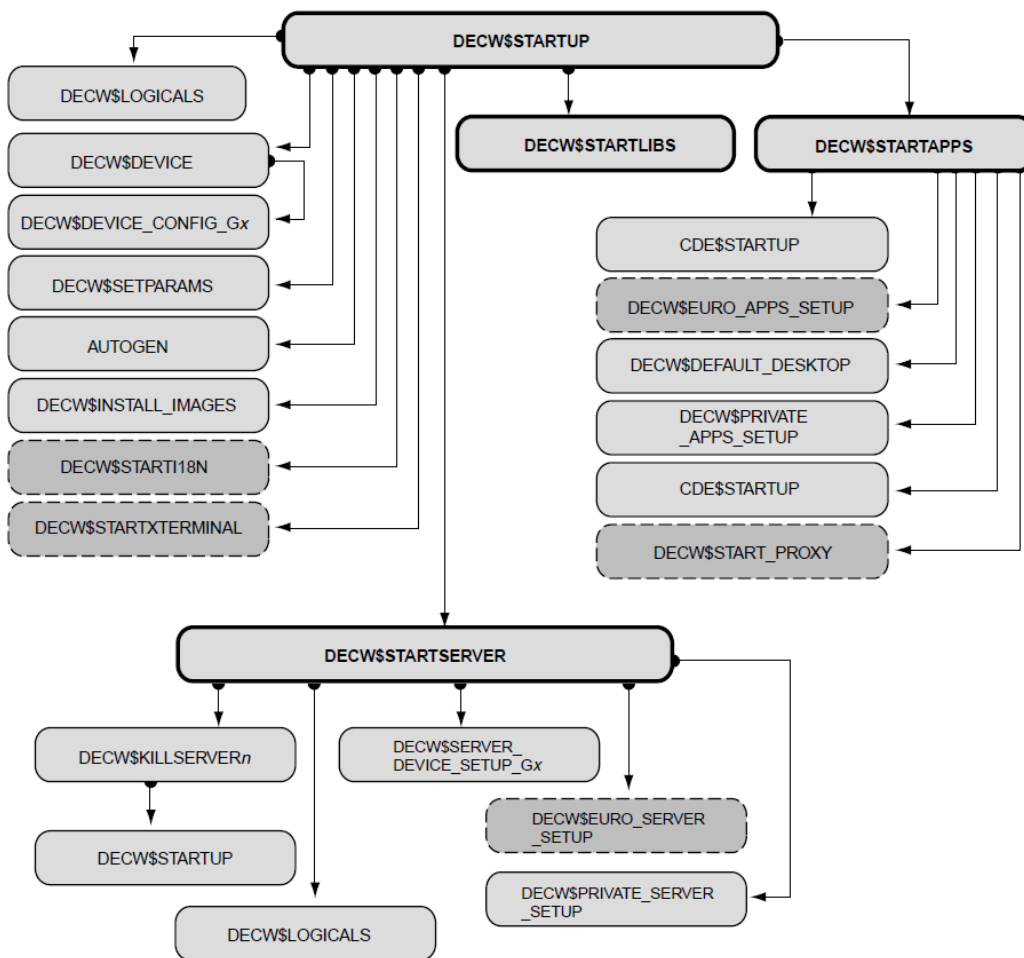 DECW$STARTUP
DECW$LOGICALS
DECW$STARTLIBS
DECW$STARTAPPS
DECW$DEVICE
DECW$DEVICE_CONFIG_Gx
DECW$SETPARAMS
AUTOGEN
DECW$INSTALL_IMAGES
DECW$STARTI18N
DECW$STARTXTERMINAL
CDE$STARTUP
DECW$EURO_APPS_SETUP
DECW$DEFAULT_DESKTOP
DECW$PRIVATE
_APPS_SETUP
CDE$STARTUP
DECW$START_PROXY
DECW$STARTSERVER
DECW$KILLSERVERn
DECW$STARTUP
DECW$LOGICALS
DECW$SERVER_
DEVICE_SETUP_Gx
DECW$EURO_SERVER
_SETUP
DECW$PRIVATE_SERVER
_SETUP